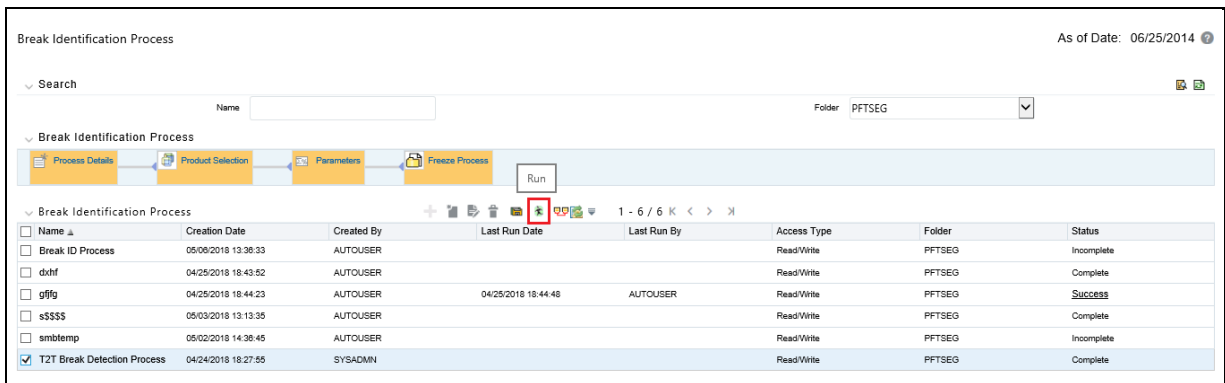 Break Identification Process As of Date: 06/25/2014
Search
Name Folder PFTSEG
Break Identification Process
Process Details Product Selection Parameters Freeze Process
Run
Break Identification Process 1 - 6 / 6
Name Creation Date Created By Last Run Date Last Run By Access Type Folder Status
Break ID Process 05/06/2018 13:36:33 AUTOUSER Read/Write PFTSEG Incomplete
dxhf 04/25/2018 18:43:52 AUTOUSER Read/Write PFTSEG Complete
gfjfg 04/25/2018 18:44:23 AUTOUSER 04/25/2018 18:44:48 AUTOUSER Read/Write PFTSEG Success
s$$$$ 05/03/2018 13:13:35 AUTOUSER Read/Write PFTSEG Complete
smbtemp 05/02/2018 14:36:45 AUTOUSER Read/Write PFTSEG Incomplete
T2T Break Detection Process 04/24/2018 18:27:55 SYSADMN Read/Write PFTSEG Complete